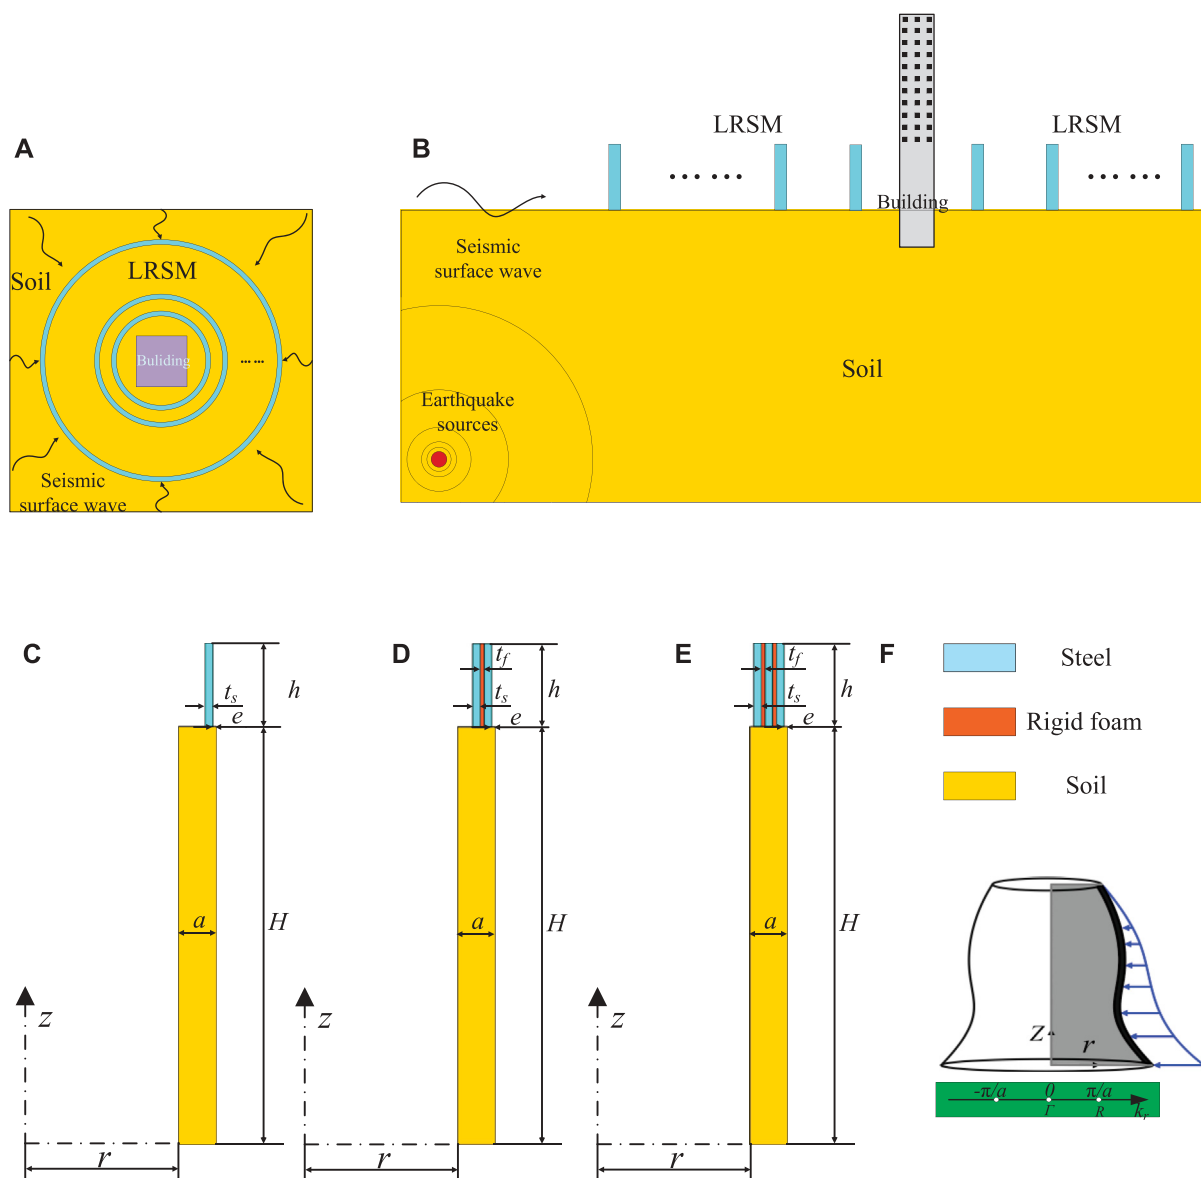 A
Soil
LRSM
Buliding
... ...
Seismic
surface wave
B
LRSM
LRSM
... ...
... ...
Building
Seismic
surface wave
Soil
Earthquake
sources
C
t_s
h
e
a
H
z
r
D
t_f
t_s
h
e
a
H
z
r
E
t_f
t_s
h
e
a
H
z
r
F
Steel
Rigid foam
Soil
Z
r
-π/a 0 π/a
Γ R k_r